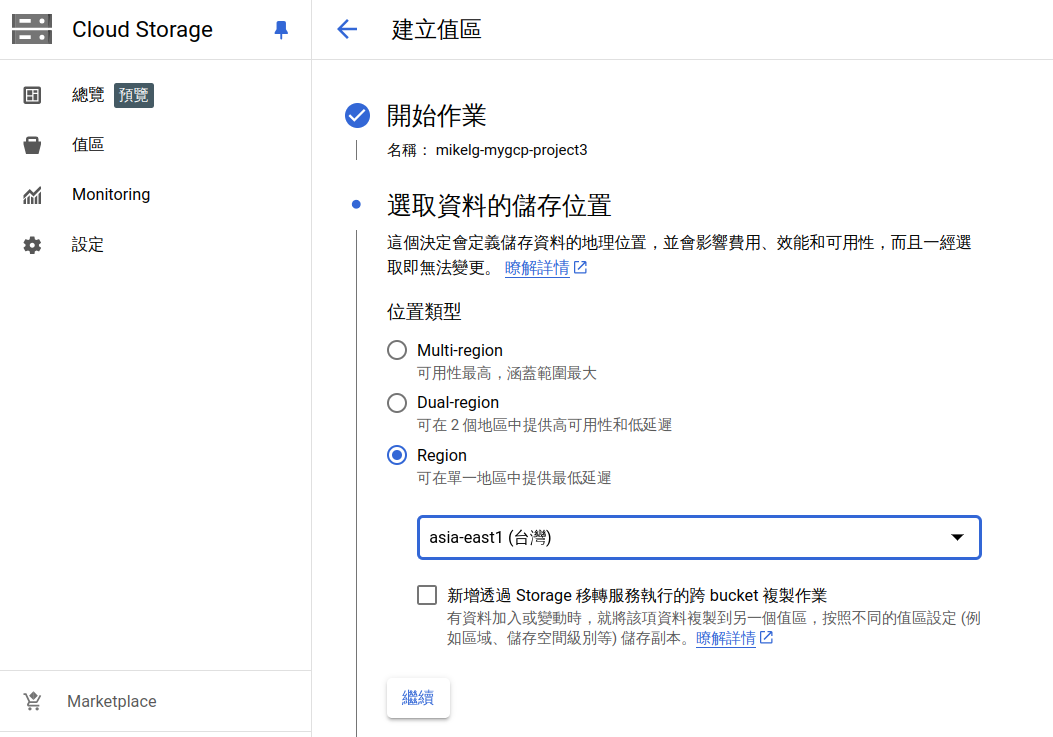 Cloud Storage
建立值區
總覽 預覽
值區
Monitoring
設定
開始作業
名稱： mikelg-mygcp-project3
選取資料的儲存位置
這個決定會定義儲存資料的地理位置，並會影響費用、效能和可用性，而且一經選
取即無法變更。 瞭解詳情
位置類型
Multi-region
可用性最高，涵蓋範圍最大
Dual-region
可在 2 個地區中提供高可用性和低延遲
Region
可在單一地區中提供最低延遲
asia-east1 (台灣)
新增透過 Storage 移轉服務執行的跨 bucket 複製作業
有資料加入或變動時，就將該項資料複製到另一個值區，按照不同的值區設定 (例
如區域、儲存空間級別等) 儲存副本。瞭解詳情
繼續
Marketplace